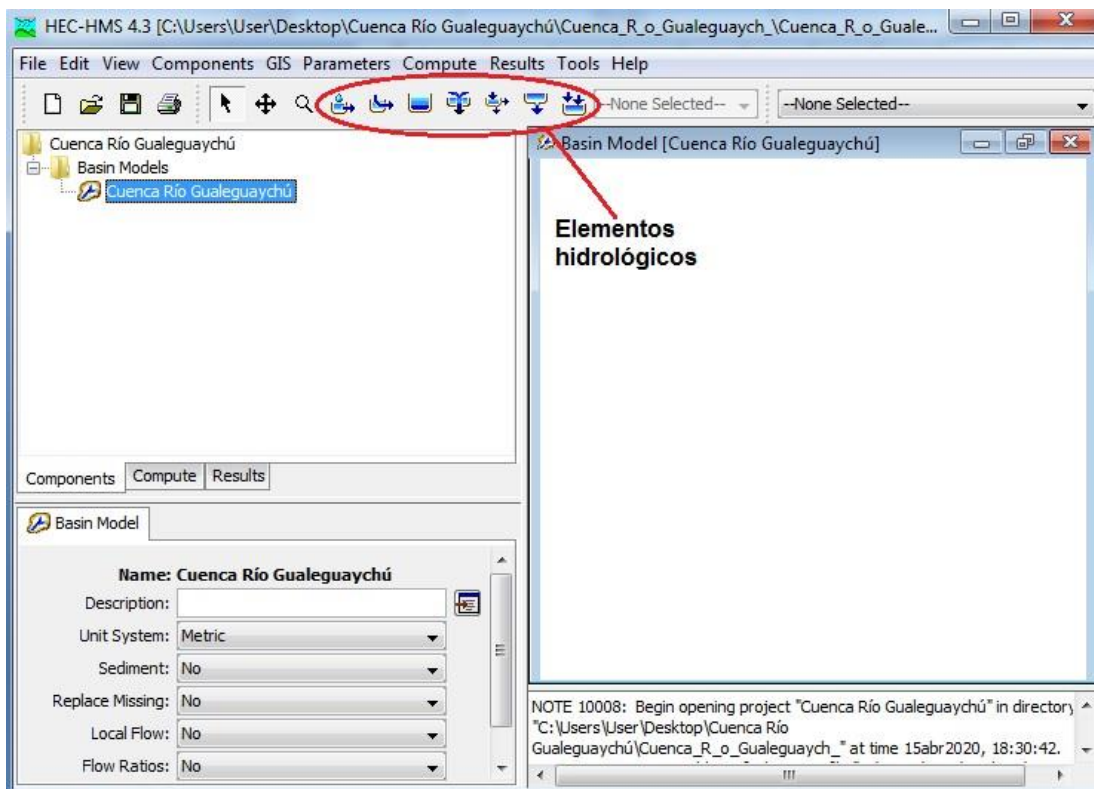 HEC-HMS 4.3 [C:\Users\User\Desktop\Cuenca Río Gualeguaychú\Cuenca_R_o_Gualeguaych_\Cuenca_R_o_Guale...
File Edit View Components GIS Parameters Compute Results Tools Help
--None Selected--
--None Selected--
Cuenca Río Gualeguaychú
Basin Models
Cuenca Río Gualeguaychú
Components Compute Results
Basin Model [Cuenca Río Gualeguaychú]
Elementos
hidrológicos
Basin Model
Name: Cuenca Río Gualeguaychú
Description:
Unit System: Metric
Sediment: No
Replace Missing: No
Local Flow: No
Flow Ratios: No
NOTE 10008: Begin opening project "Cuenca Río Gualeguaychú" in directory
"C:\Users\User\Desktop\Cuenca Río
Gualeguaychú\Cuenca_R_o_Gualeguaych_" at time 15abr2020, 18:30:42.